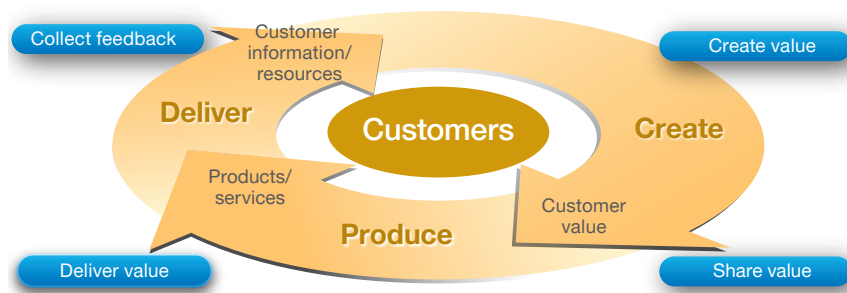 Collect feedback
Customer
information/
resources
Create value
Deliver
Customers
Create
Products/
services
Customer
value
Produce
Deliver value
Share value